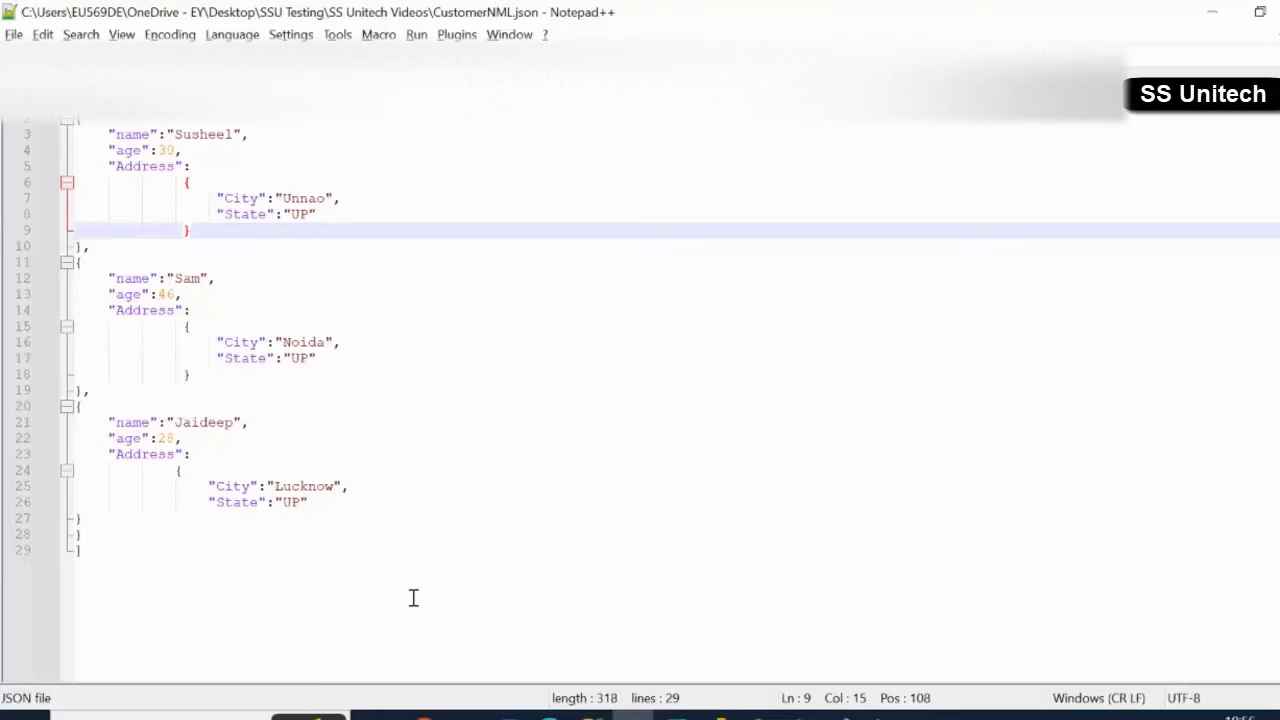 C:\Users\EU569DE\OneDrive - EY\Desktop\SSU Testing\SS Unitech Videos\CustomerNML.json - Notepad++
File Edit Search View Encoding Language Settings Tools Macro Run Plugins Window ?
SS Unitech
3 "name":"Susheel",
4 "age":30,
5 "Address":
6 {
7 "City":"Unnao",
8 "State":"UP"
9 }
10 },
11 {
12 "name":"Sam",
13 "age":46,
14 "Address":
15 {
16 "City":"Noida",
17 "State":"UP"
18 }
19 },
20 {
21 "name":"Jaideep",
22 "age":28,
23 "Address":
24 {
25 "City":"Lucknow",
26 "State":"UP"
27 }
28 }
29 ]
JSON file length : 318 lines : 29 Ln : 9 Col : 15 Pos : 108 Windows (CR LF) UTF-8